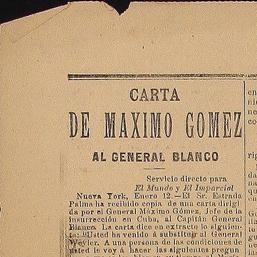 CARTA
DE MAXIMO GOMEZ
AL GENERAL BLANCO
Servicio directo para
El Mundo y El Imparcial
Nueva York, Enero 12.—El Sr. Estrada
Palma ha recibido copia de una carta dirigi
da por el General Máximo Gómez, Jefe de la
insurrección en Cuba, al Capitán General
Blanco. La carta dice en extracto lo siguien
te: "Usted ha venido á substituir al General
Weyler. A una persona de las condiciones de
usted le voy á hacer las siguientes pregun